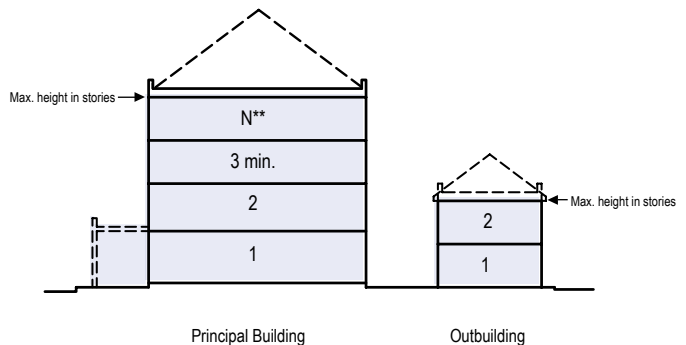 Max. height in stories
N**
3 min.
2
1
2
1
Max. height in stories
Principal Building
Outbuilding